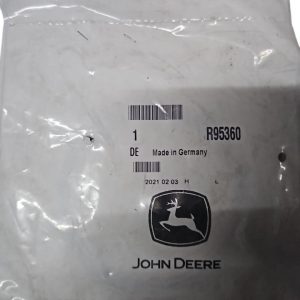 1 R95360
DE Made in Germany
2021 02 03 H L
JOHN DEERE